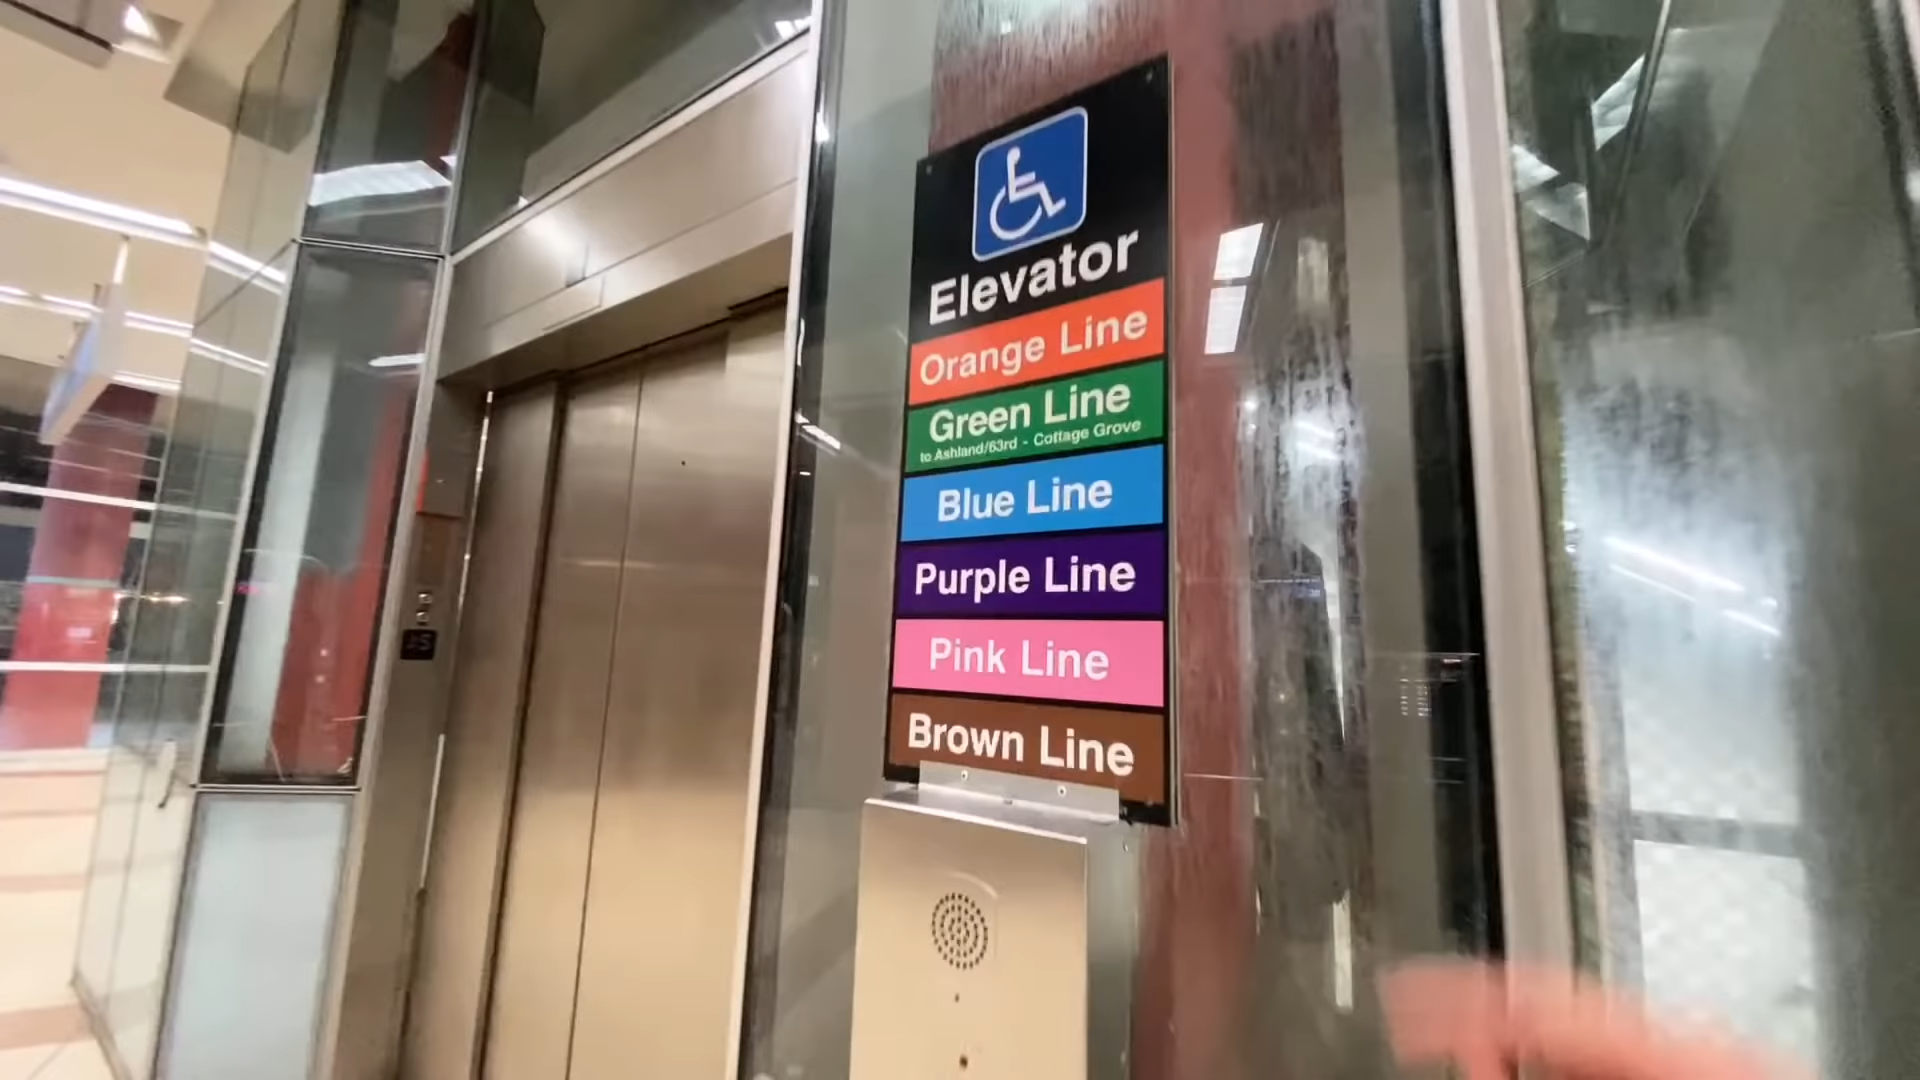 Elevator
Orange Line
Green Line
to Ashland/63rd - Cottage Grove
Blue Line
Purple Line
Pink Line
Brown Line